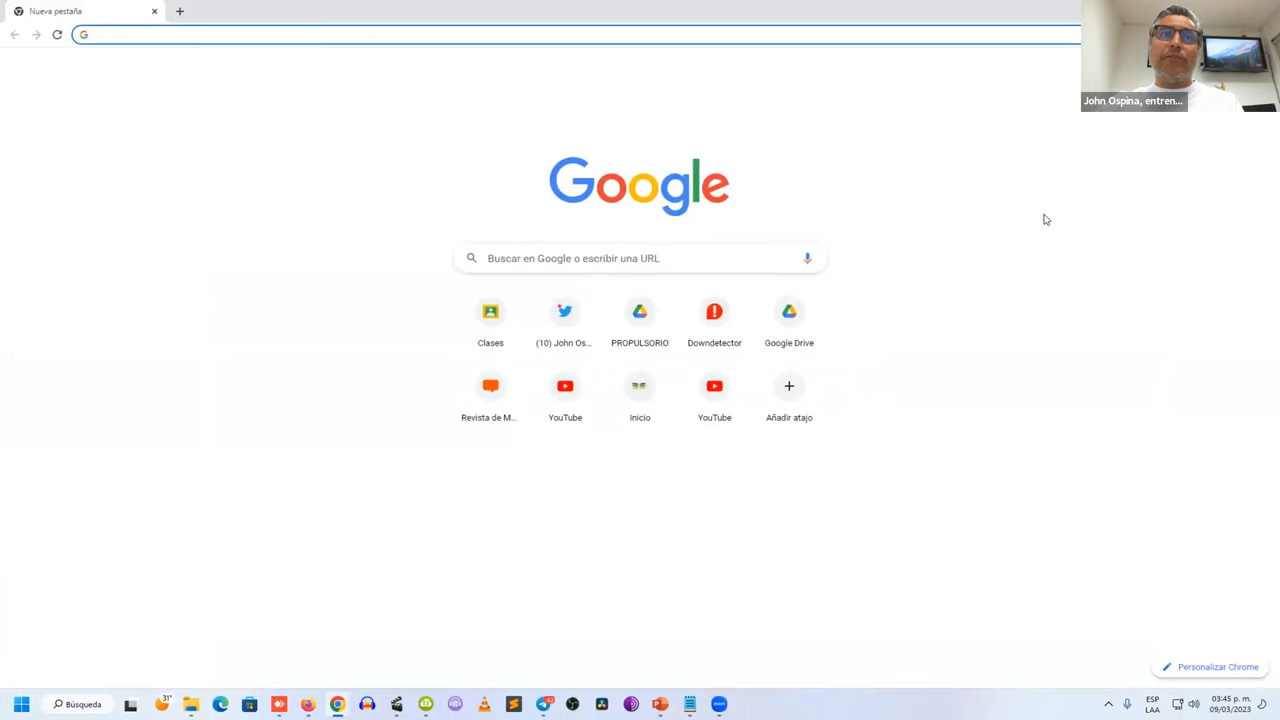 Nueva pestaña
John Ospina, entren...
Google
Buscar en Google o escribir una URL
Clases
(10) John Os...
PROPULSORIO
Downdetector
Google Drive
Revista de M...
YouTube
Inicio
YouTube
Añadir atajo
Personalizar Chrome
31°
Búsqueda
ESP
LAA
03:45 p. m.
09/03/2023